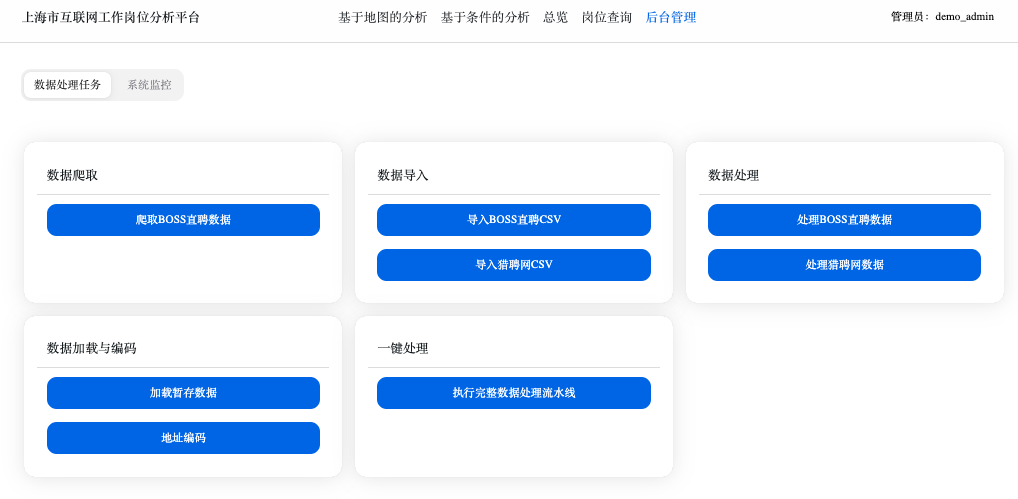 上海市互联网工作岗位分析平台
基于地图的分析 基于条件的分析 总览 岗位查询 后台管理
管理员：demo_admin
数据处理任务 系统监控
数据爬取
爬取BOSS直聘数据
数据导入
导入BOSS直聘CSV
导入猎聘网CSV
数据处理
处理BOSS直聘数据
处理猎聘网数据
数据加载与编码
加载暂存数据
地址编码
一键处理
执行完整数据处理流水线